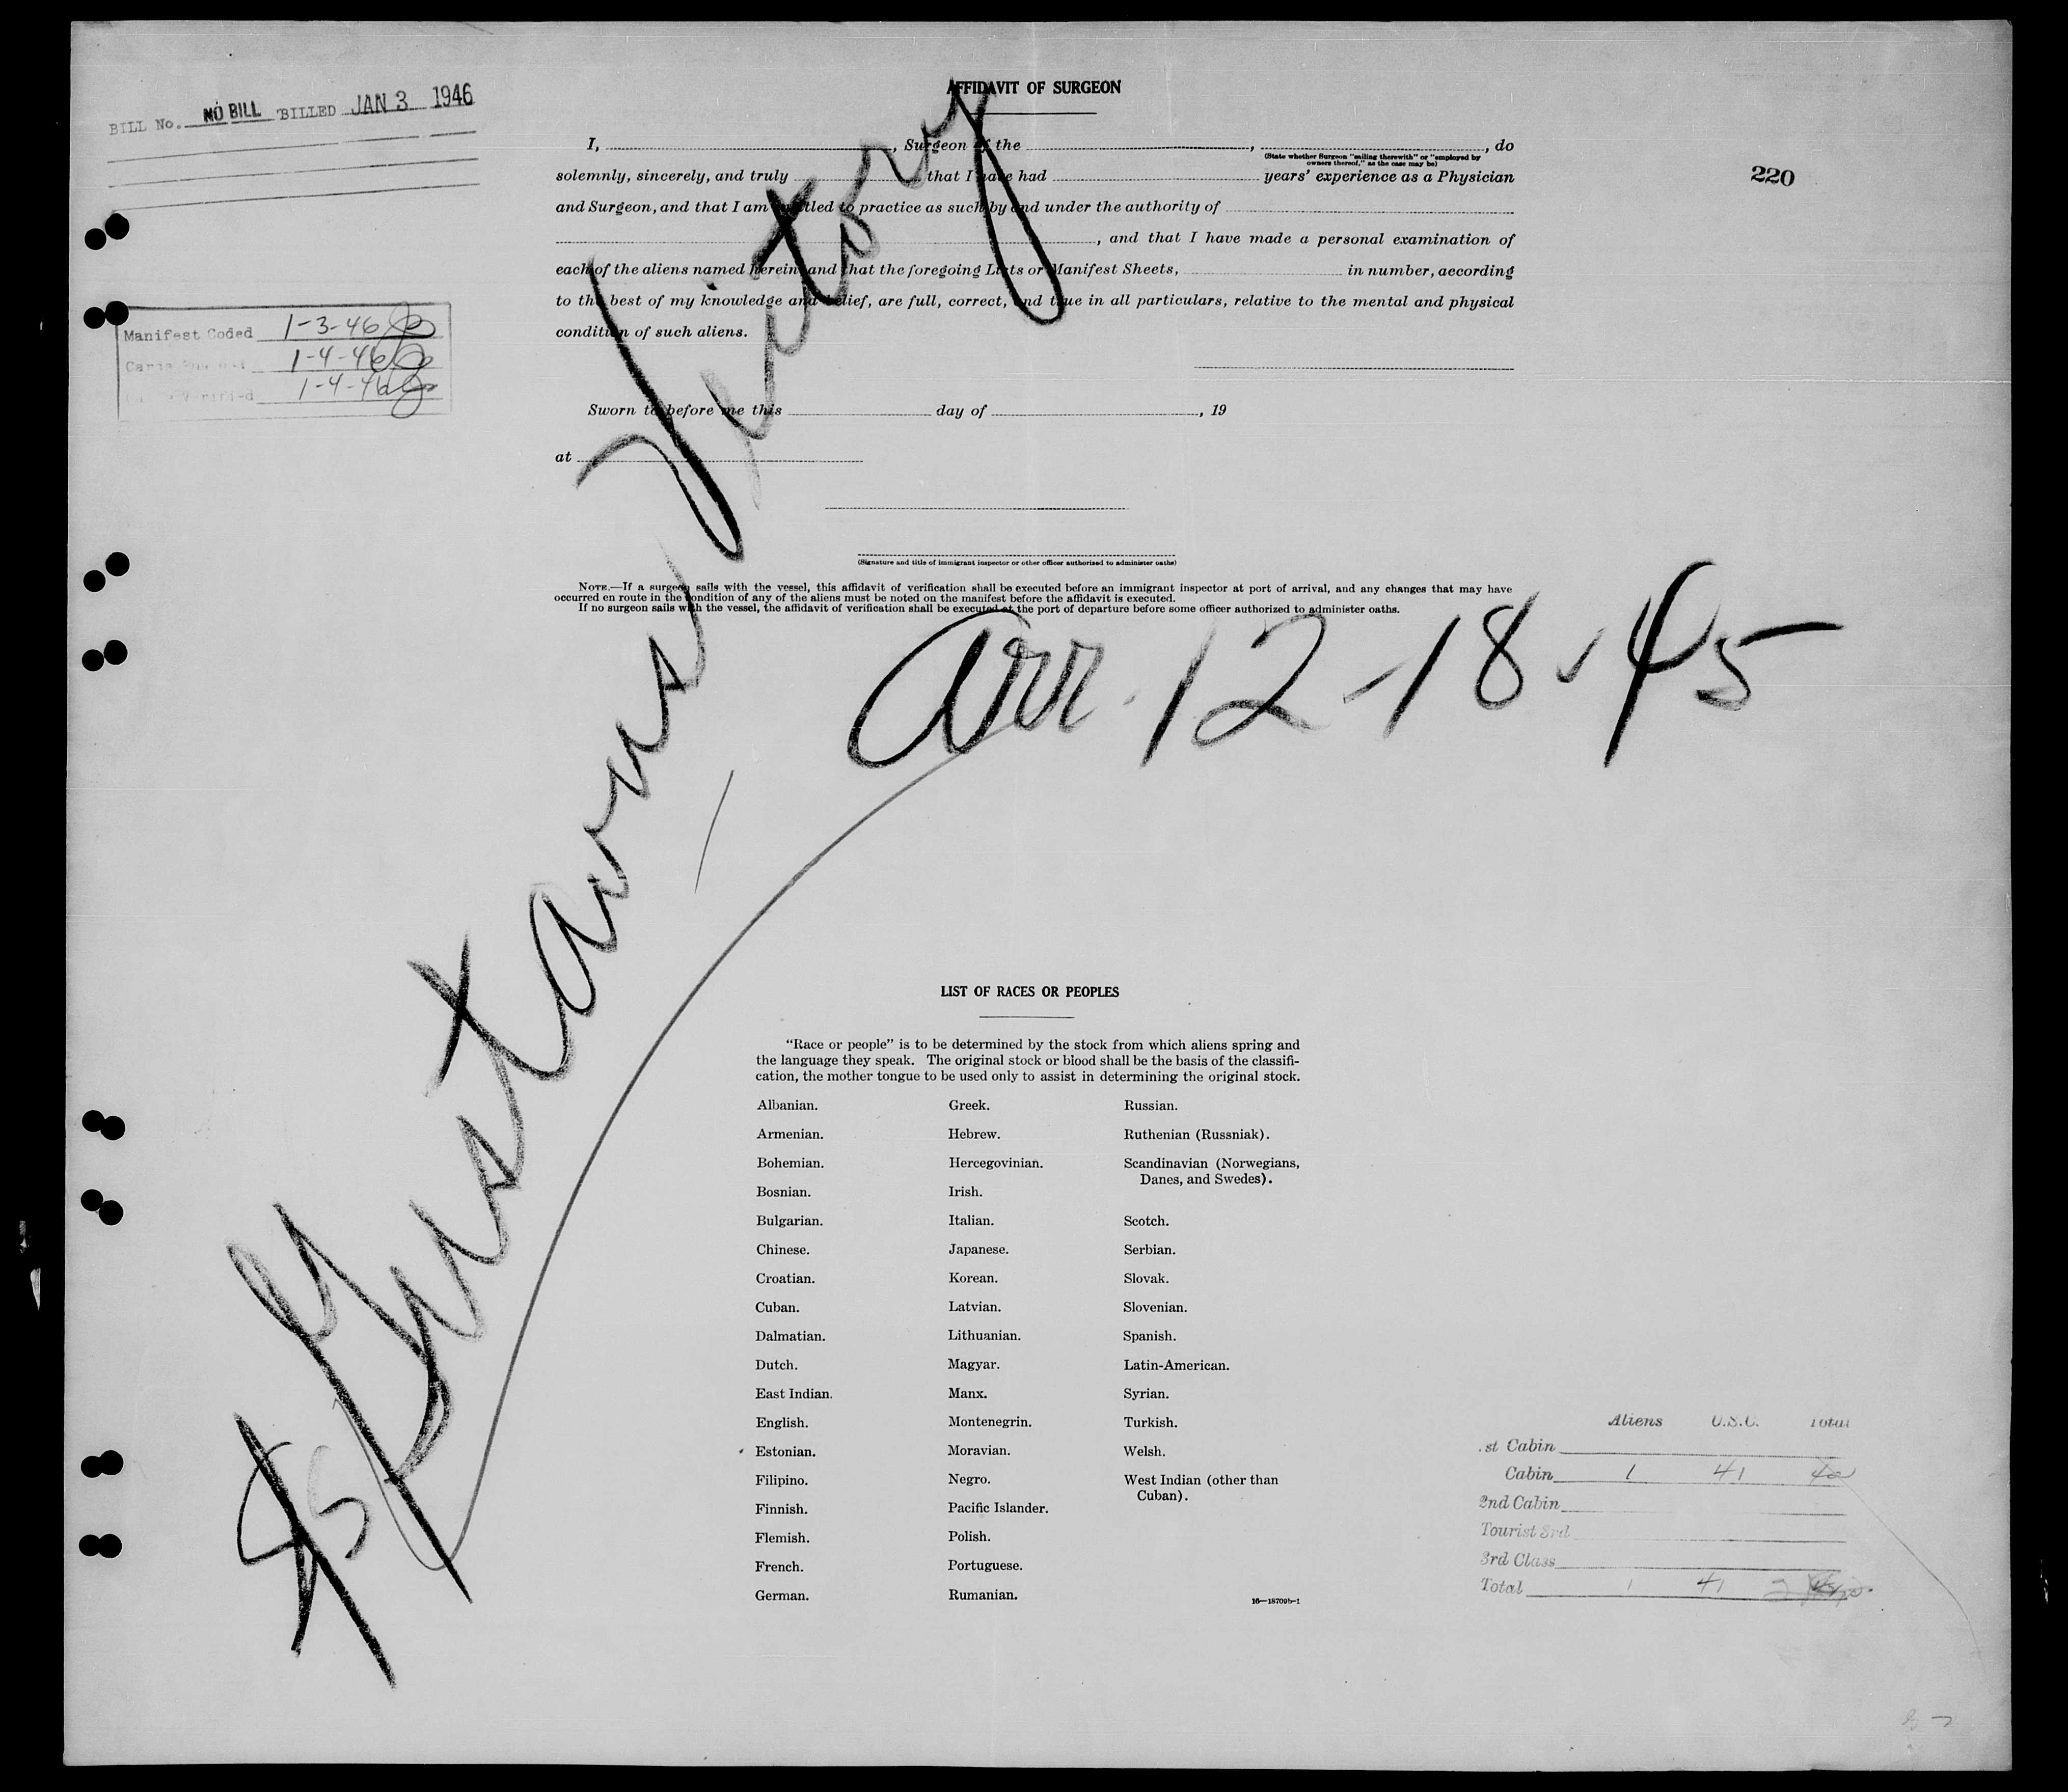 BILL No. NO BILL BILLED JAN 3 1946
220
Manifest Coded 1-3-46
1-4-46
1-4-46
AFFIDAVIT OF SURGEON
I, , Surgeon of the , , do
(State whether Surgeon "sailing therewith" or "employed by
owners thereof," as the case may be)
solemnly, sincerely, and truly that I have had years' experience as a Physician
and Surgeon, and that I am entitled to practice as such by and under the authority of
, and that I have made a personal examination of
each of the aliens named herein, and that the foregoing Lists or Manifest Sheets, in number, according
to the best of my knowledge and belief, are full, correct, and true in all particulars, relative to the mental and physical
condition of such aliens.
Sworn to before me this day of , 19
at
(Signature and title of immigrant inspector or other officer authorized to administer oaths)
NOTE.—If a surgeon sails with the vessel, this affidavit of verification shall be executed before an immigrant inspector at port of arrival, and any changes that may have
occurred en route in the condition of any of the aliens must be noted on the manifest before the affidavit is executed.
If no surgeon sails with the vessel, the affidavit of verification shall be executed at the port of departure before some officer authorized to administer oaths.
SS Gustavus Victory
Arr. 12-18-45
LIST OF RACES OR PEOPLES
"Race or people" is to be determined by the stock from which aliens spring and
the language they speak. The original stock or blood shall be the basis of the classifi-
cation, the mother tongue to be used only to assist in determining the original stock.
Albanian.
Armenian.
Bohemian.
Bosnian.
Bulgarian.
Chinese.
Croatian.
Cuban.
Dalmatian.
Dutch.
East Indian.
English.
Estonian.
Filipino.
Finnish.
Flemish.
French.
German.
Greek.
Hebrew.
Hercegovinian.
Irish.
Italian.
Japanese.
Korean.
Latvian.
Lithuanian.
Magyar.
Manx.
Montenegrin.
Moravian.
Negro.
Pacific Islander.
Polish.
Portuguese.
Rumanian.
Russian.
Ruthenian (Russniak).
Scandinavian (Norwegians,
Danes, and Swedes).
Scotch.
Serbian.
Slovak.
Slovenian.
Spanish.
Latin-American.
Syrian.
Turkish.
Welsh.
West Indian (other than
Cuban).
16—18709b-1
Aliens U.S.C. Total
st Cabin
Cabin 1 41 42
2nd Cabin
Tourist 3rd
3rd Class
Total 1 41